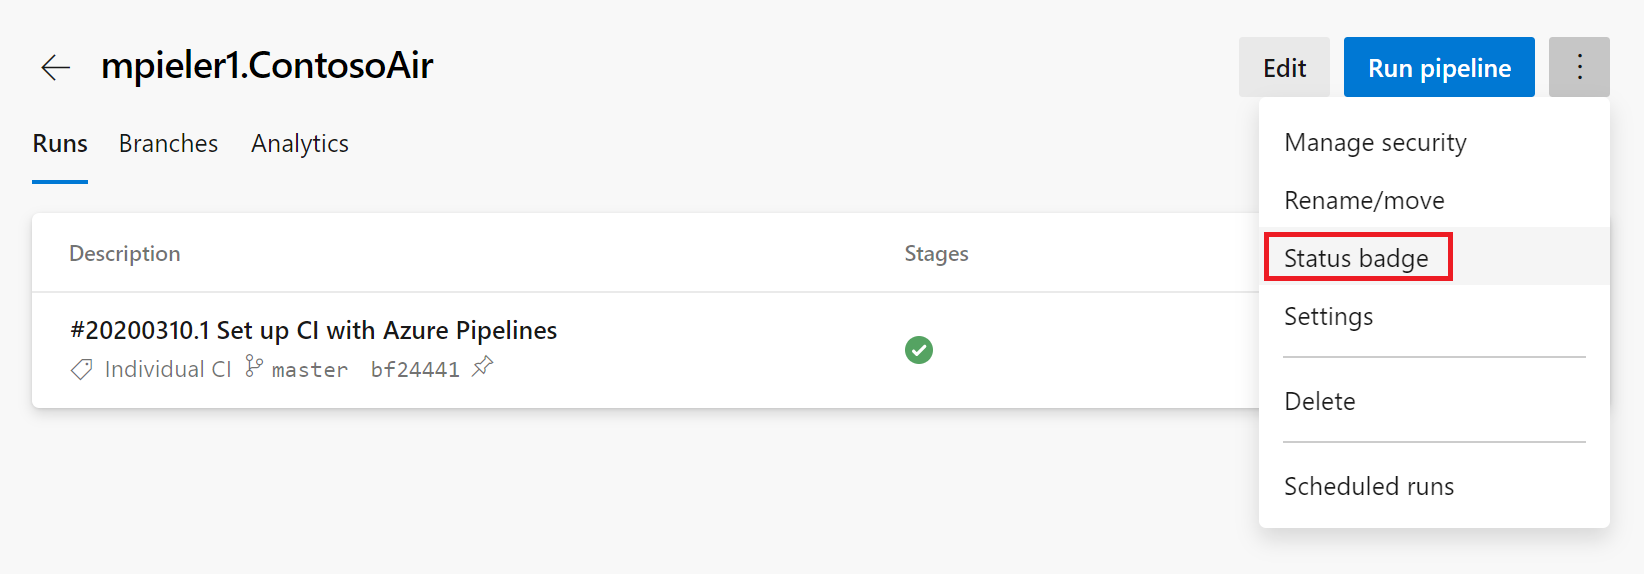 mpieler1.ContosoAir
Edit
Run pipeline
Runs
Branches
Analytics
Manage security
Rename/move
Status badge
Settings
Delete
Scheduled runs
Description
Stages
#20200310.1 Set up CI with Azure Pipelines
Individual CI master bf24441